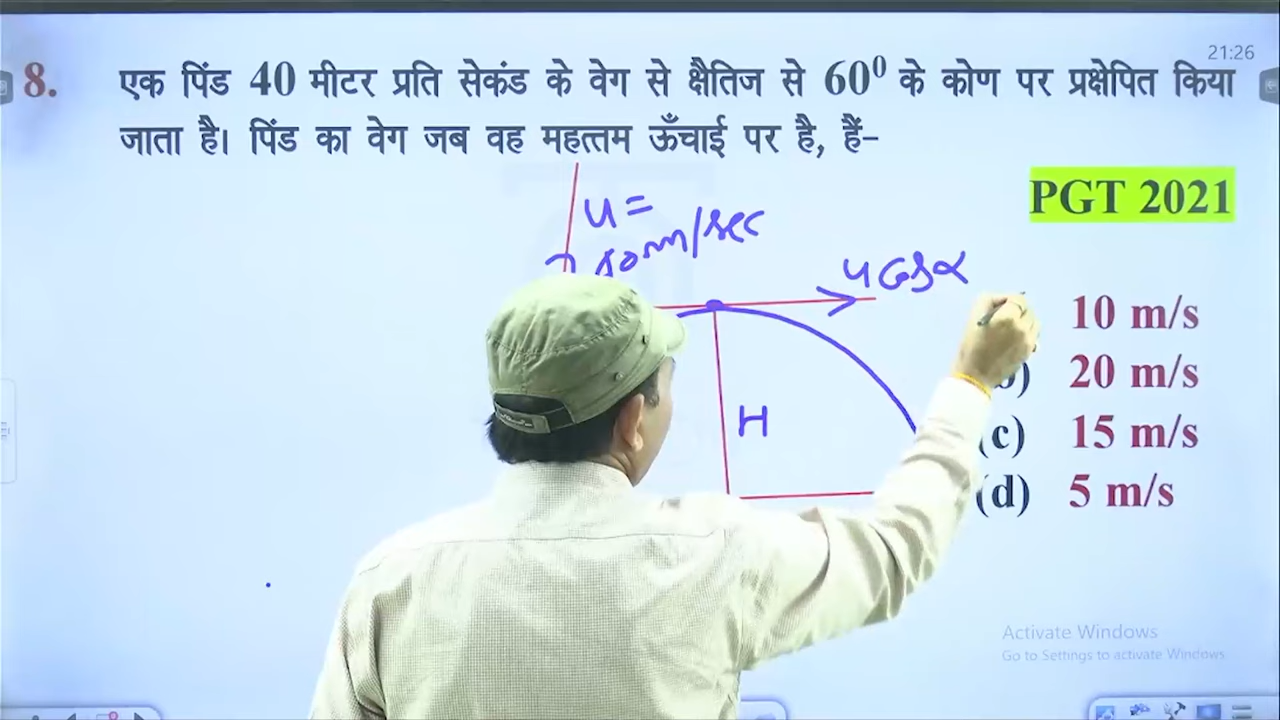 21:26
8. एक पिंड 40 मीटर प्रति सेकंड के वेग से क्षैतिज से 60⁰ के कोण पर प्रक्षेपित किया
जाता है। पिंड का वेग जब वह महत्तम ऊँचाई पर है, हैं-
PGT 2021
u =
40m/sec
u Cosα
10 m/s
b) 20 m/s
H
(c) 15 m/s
(d) 5 m/s
Activate Windows
Go to Settings to activate Windows.